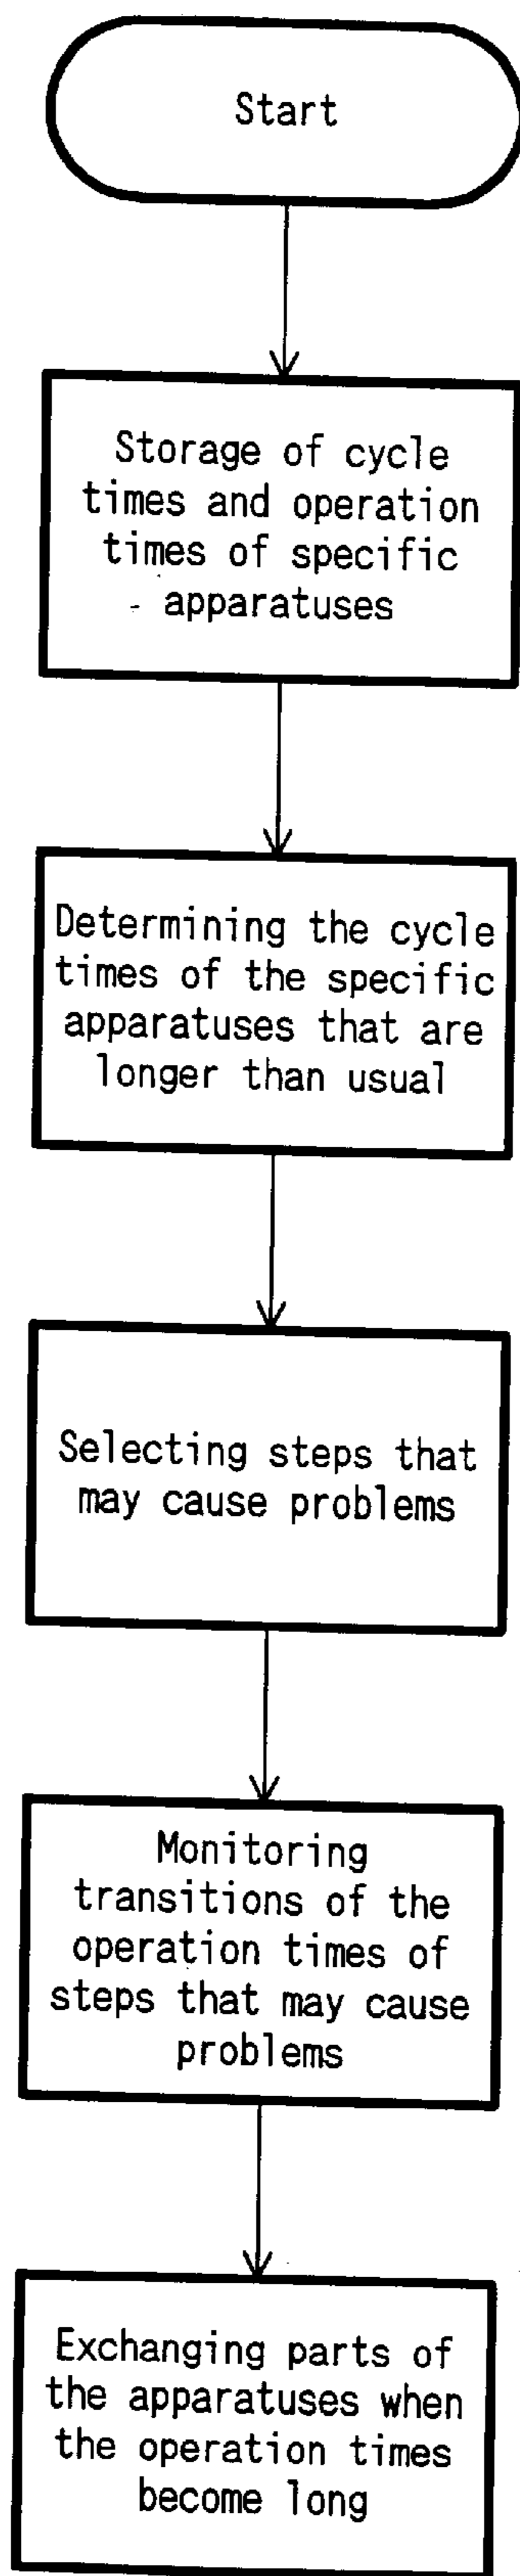 Start
Storage of cycle
times and operation
times of specific
apparatuses
Determining the cycle
times of the specific
apparatuses that are
longer than usual
Selecting steps that
may cause problems
Monitoring
transitions of the
operation times of
steps that may cause
problems
Exchanging parts of
the apparatuses when
the operation times
become long